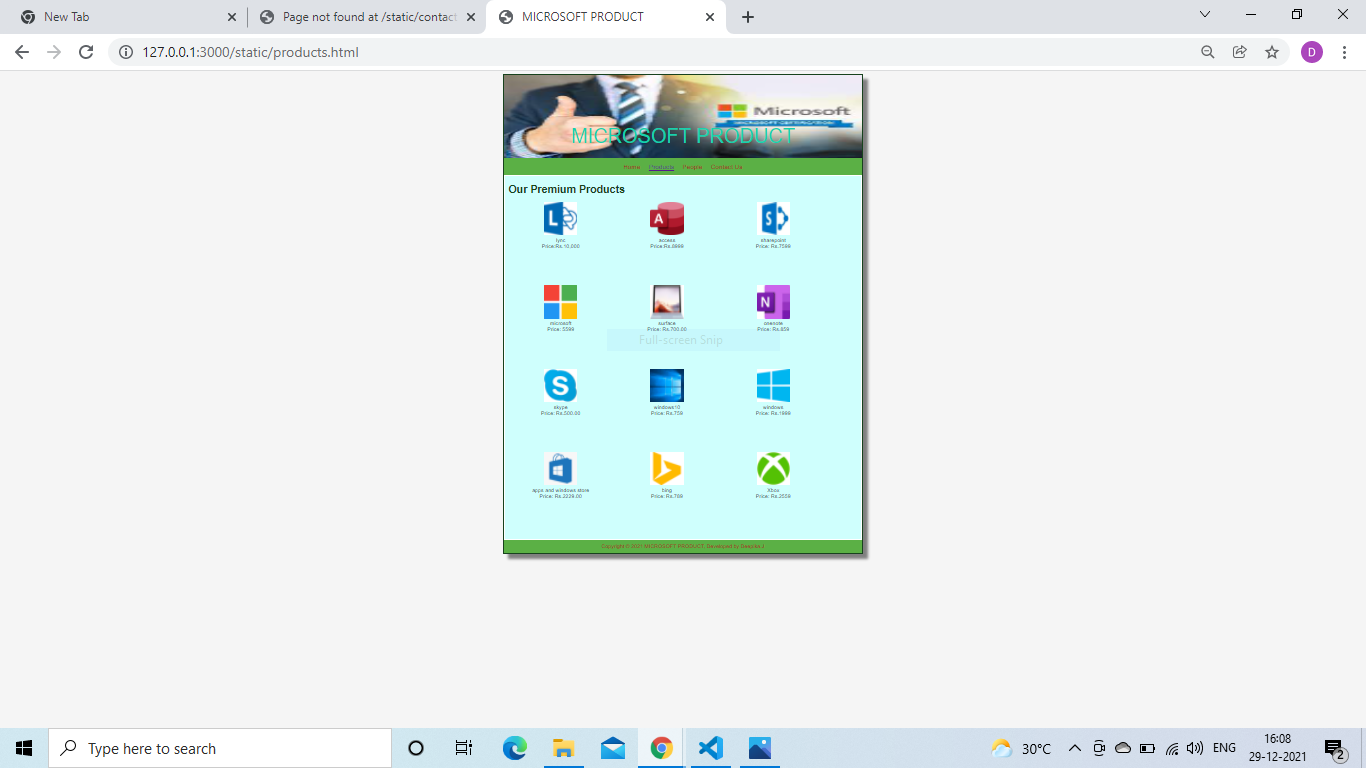 New Tab
Page not found at /static/contact
MICROSOFT PRODUCT
127.0.0.1:3000/static/products.html
D
Microsoft
MICROSOFT PRODUCT
Home Products People Contact Us
Our Premium Products
lync access sharepoint
Price:Rs.10,000 Price:Rs.8999 Price: Rs.7599
microsoft surface onenote
Price: 5599 Price: Rs.700.00 Price: Rs.859
Full-screen Snip
skype windows10 windows
Price: Rs.500.00 Price: Rs.759 Price: Rs.1999
apps and windows store bing Xbox
Price: Rs.2229.00 Price: Rs.789 Price: Rs.2559
Copyright © 2021 MICROSOFT PRODUCT. Developed by
Type here to search
30°C
ENG
16:08
29-12-2021
2